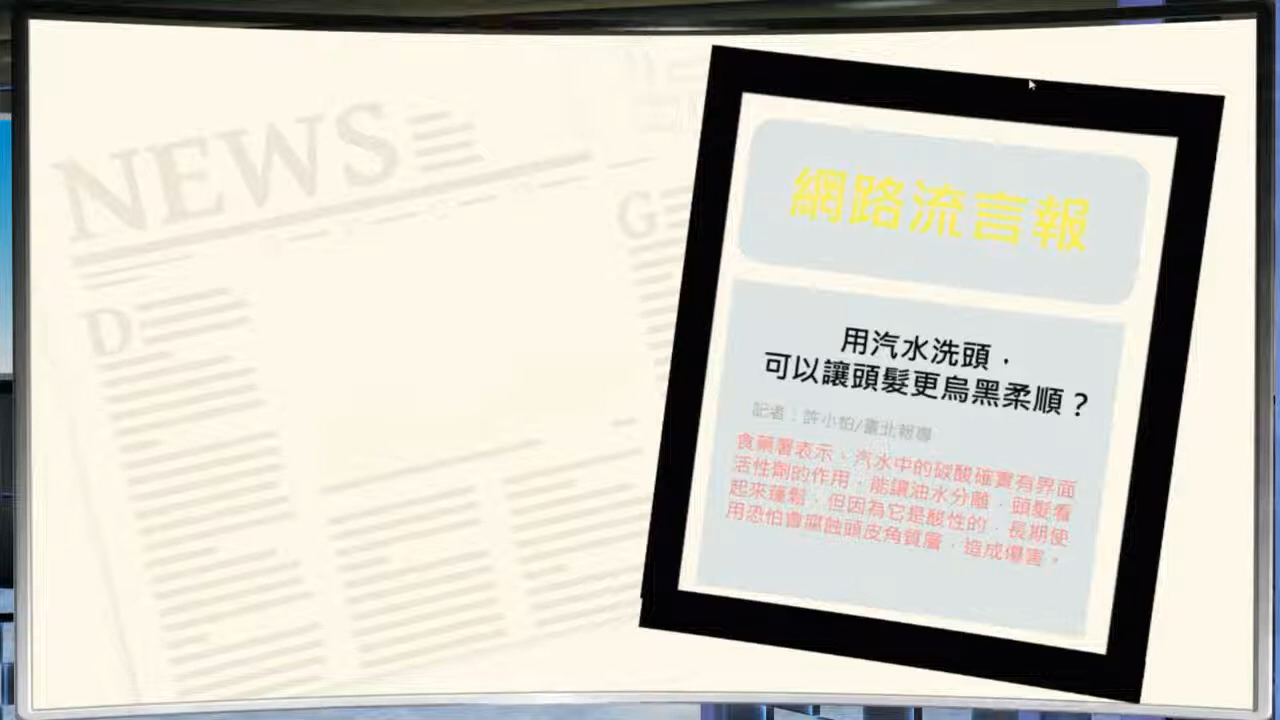 NEWS
G
D
網路流言報
用汽水洗頭，
可以讓頭髮更烏黑柔順？
記者：許小柏/臺北報導
食藥署表示，汽水中的碳酸確實有界面
活性劑的作用，能讓油水分離，頭髮看
起來蓬鬆，但因為它是酸性的，長期使
用恐怕會腐蝕頭皮角質層，造成傷害。